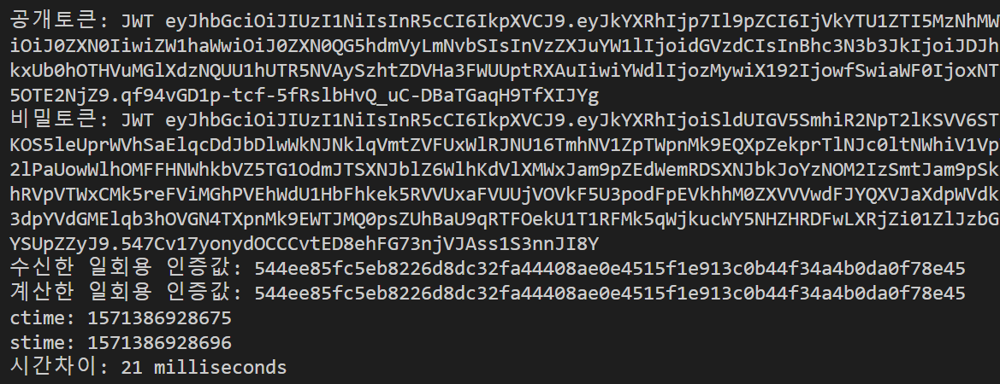 공개토큰: JWT eyJhbGciOiJIUzI1NiIsInR5cCI6IkpXVCJ9.eyJkYXRhIjp7Il9pZCI6IjVkYTU1ZTI5MzNhMW
iOiJ0ZXN0IiwiZW1haWwiOiJ0ZXN0QG5hdmVyLmNvbSIsInVzZXJuYW1lIjoidGVzdCIsInBhc3N3b3JkIjoiJDJh
kxUb0hOTHVuMGlXdzNQUU1hUTR5NVAySzhtZDVHa3FWUUptRXAuIiwiYWdlIjozMywiX192IjowfSwiaWF0IjoxNT
5OTE2NjZ9.qf94vGD1p-tcf-5fRslbHvQ_uC-DBaTGaqH9TfXIJYg
비밀토큰: JWT eyJhbGciOiJIUzI1NiIsInR5cCI6IkpXVCJ9.eyJkYXRhIjoiSldUIGV5SmhiR2NpT2lKSVV6ST
KOS5leUprWVhSaElqcDdJbDlwWkNJNklqVmtZVFUxWlRJNU16TmhNV1ZpTWpnMk9EQXpZekprTlNJc0ltNWhiV1Vp
2lPaUowWlhOMFFHNWhkbVZ5TG1OdmJTSXNJblZ6WlhKdVlXMWxJam9pZEdWemRDSXNJbkJoYzNOM2IzSmtJam9pSk
hRVpVTWxCMk5reFViMGhPVEhWdU1HbFhkek5RVVUxaFVUUjVOVkF5U3podFpEVkhhM0ZXVVVwdFJYQXVJaXdpWVdk
3dpYVdGMElqb3hOVGN4TXpnMk9EWTJMQ0psZUhBaU9qRTFOekU1T1RFMk5qWjkucWY5NHZHRDFwLXRjZi01ZlJzbG
YSUpZZyJ9.547Cv17yonydOCCCvtED8ehFG73njVJAss1S3nnJI8Y
수신한 일회용 인증값: 544ee85fc5eb8226d8dc32fa44408ae0e4515f1e913c0b44f34a4b0da0f78e45
계산한 일회용 인증값: 544ee85fc5eb8226d8dc32fa44408ae0e4515f1e913c0b44f34a4b0da0f78e45
ctime: 1571386928675
stime: 1571386928696
시간차이: 21 milliseconds